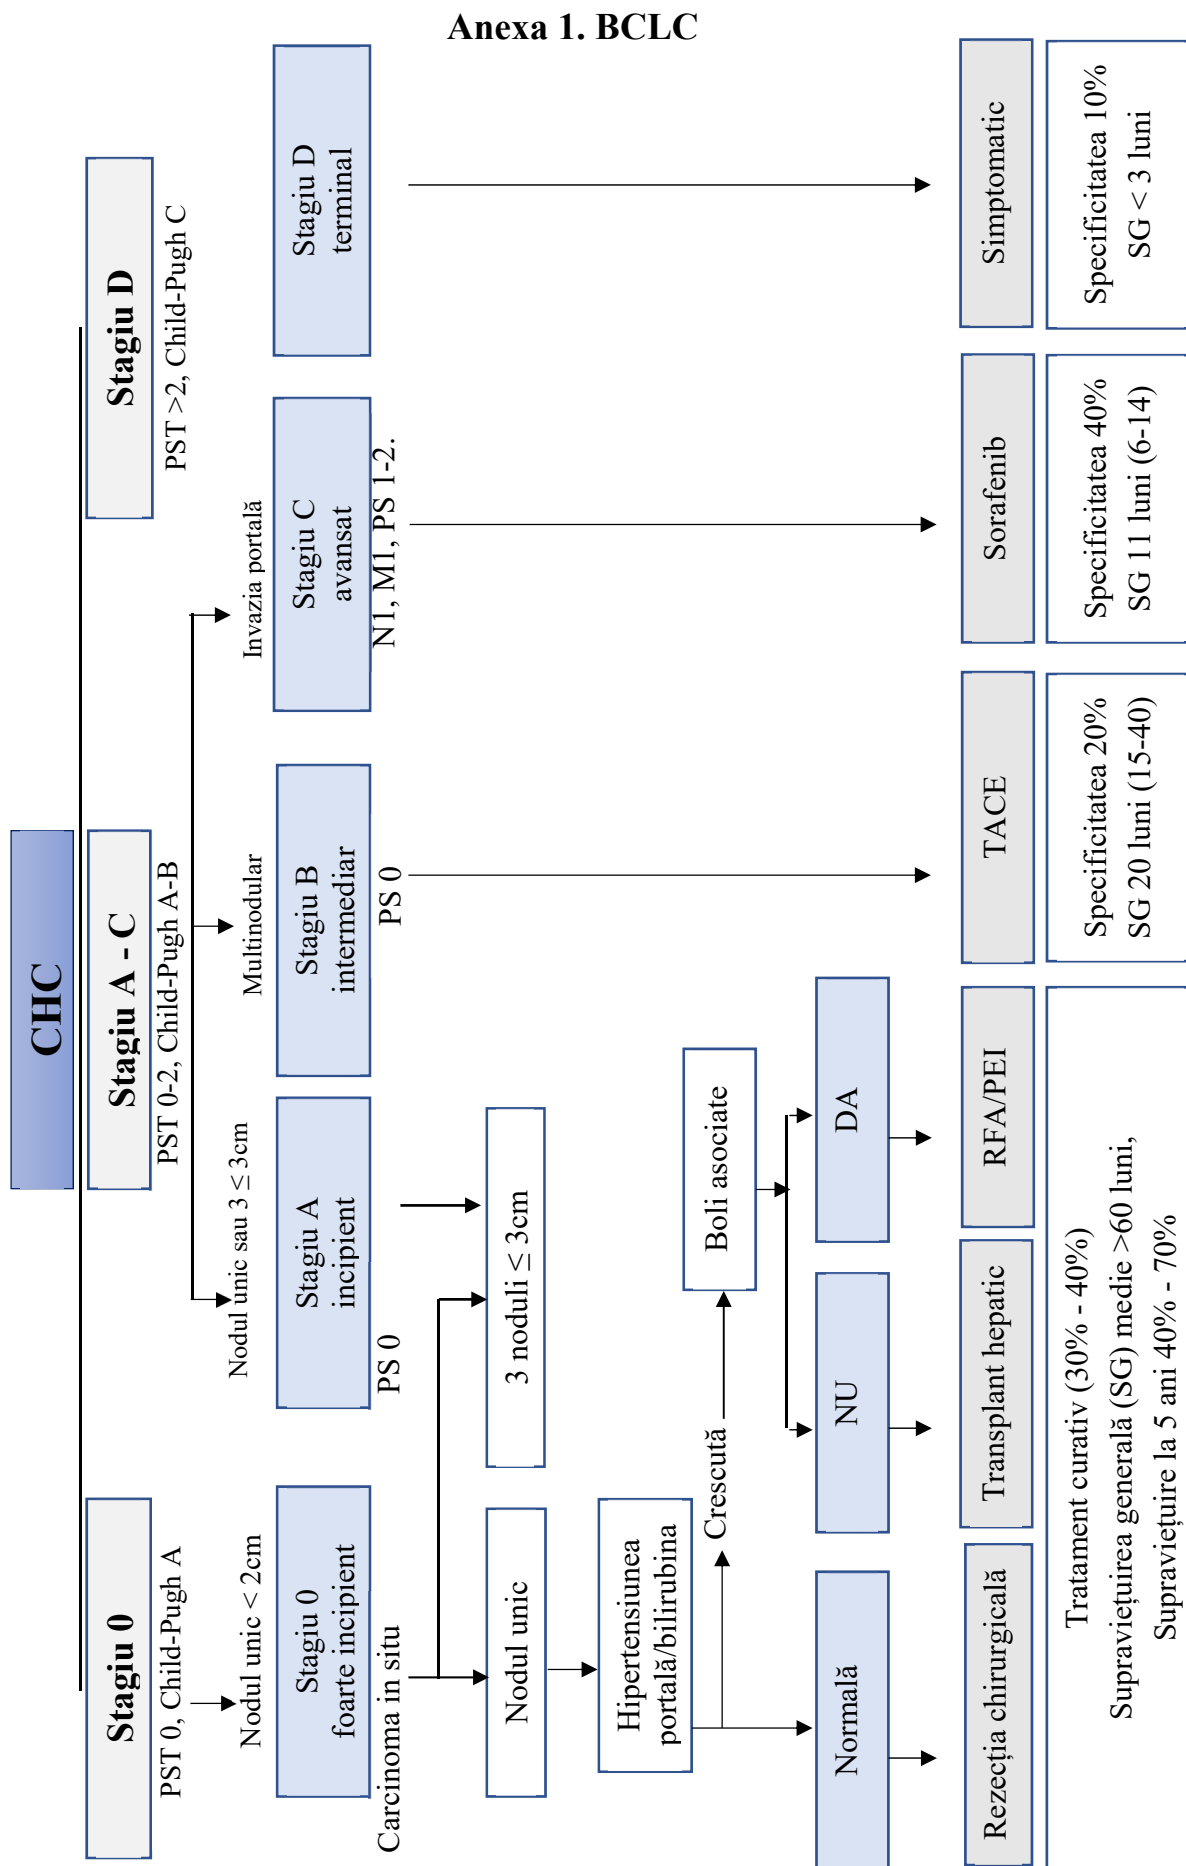 Anexa 1. BCLC
CHC
Stagiu 0
PST 0, Child-Pugh A
Stagiu A - C
PST 0-2, Child-Pugh A-B
Stagiu D
PST >2, Child-Pugh C
Nodul unic < 2cm
Nodul unic sau 3 ≤ 3cm
Multinodular
Invazia portală
Stagiu 0
foarte incipient
Carcinoma in situ
Stagiu A
incipient
PS 0
Stagiu B
intermediar
PS 0
Stagiu C
avansat
N1, M1, PS 1-2.
Stagiu D
terminal
Nodul unic
3 noduli ≤ 3cm
Hipertensiunea
portală/bilirubina
Crescută
Boli asociate
Normală
NU
DA
Rezecția chirurgicală
Transplant hepatic
RFA/PEI
TACE
Sorafenib
Simptomatic
Tratament curativ (30% - 40%)
Supraviețuirea generală (SG) medie >60 luni,
Supraviețuire la 5 ani 40% - 70%
Specificitatea 20%
SG 20 luni (15-40)
Specificitatea 40%
SG 11 luni (6-14)
Specificitatea 10%
SG < 3 luni